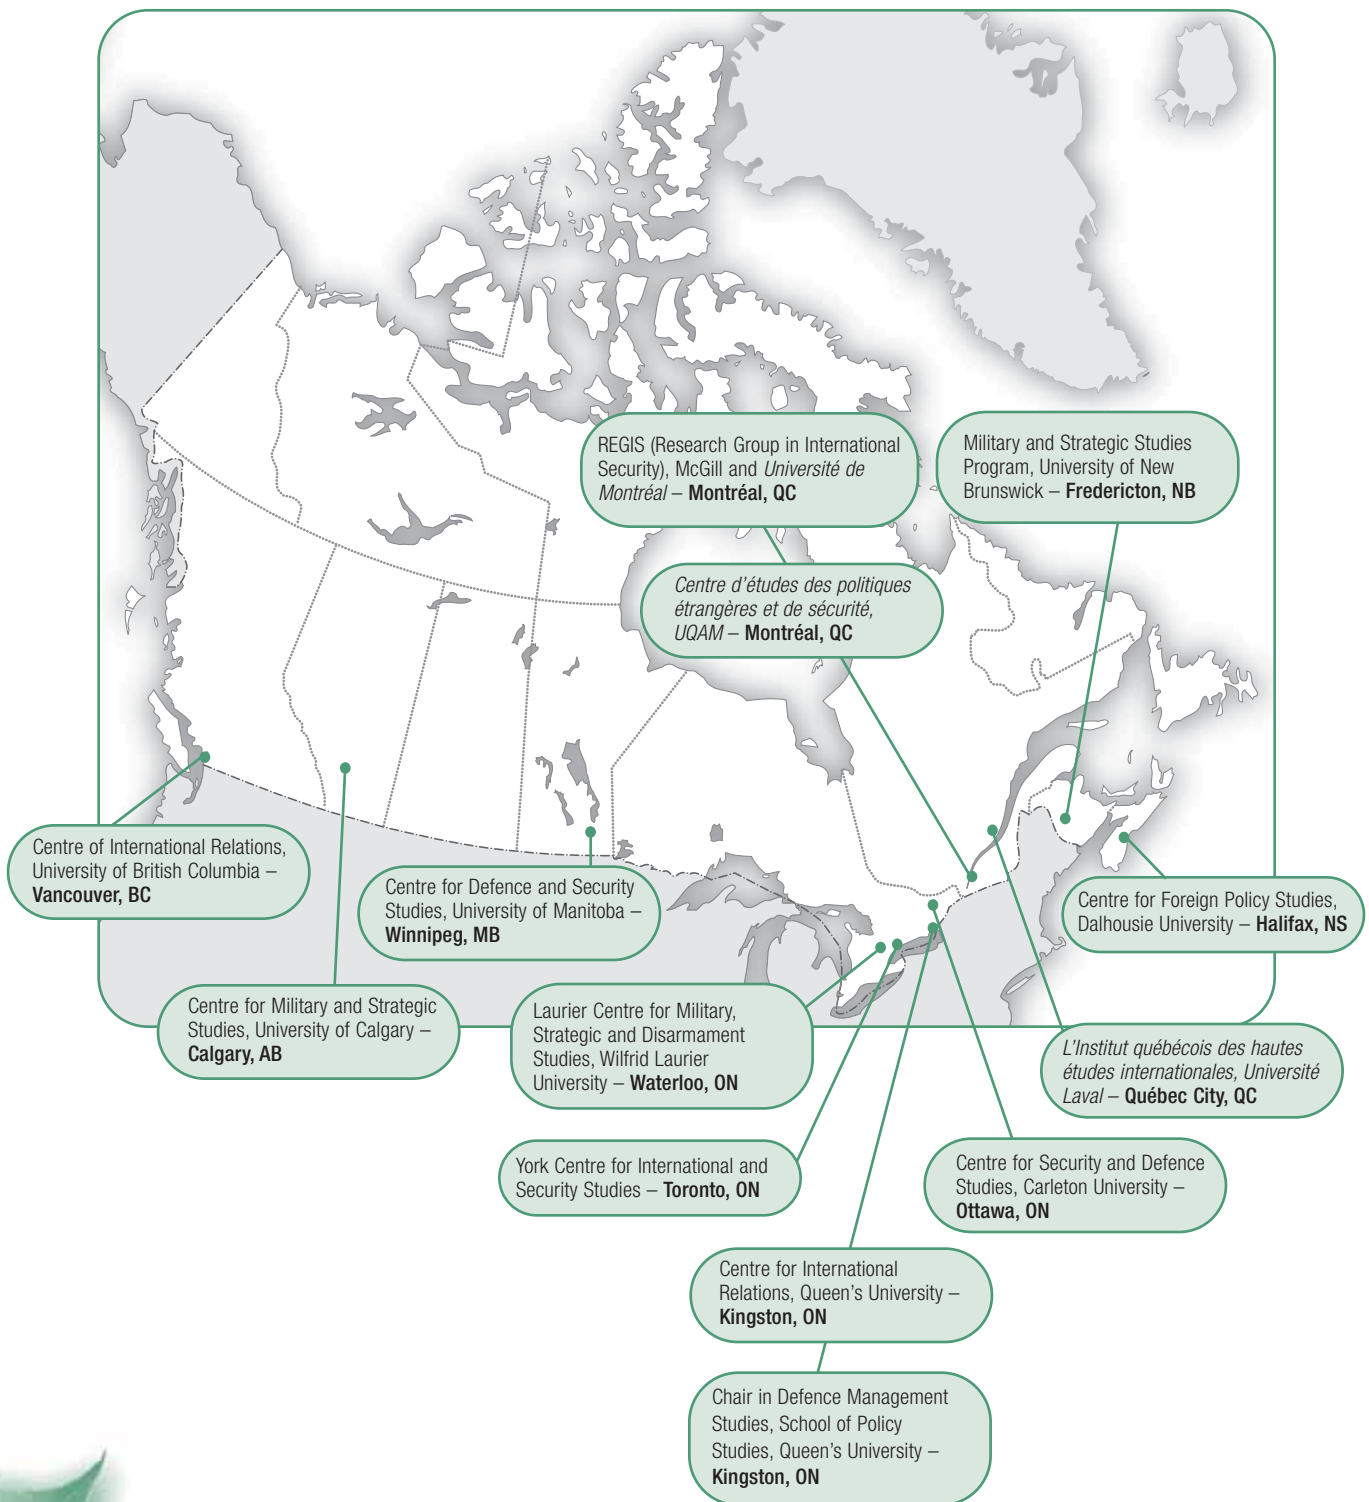 REGIS (Research Group in International
Security), McGill and Université de
Montréal – Montréal, QC
Military and Strategic Studies
Program, University of New
Brunswick – Fredericton, NB
Centre d'études des politiques
étrangères et de sécurité,
UQAM – Montréal, QC
Centre of International Relations,
University of British Columbia –
Vancouver, BC
Centre for Defence and Security
Studies, University of Manitoba –
Winnipeg, MB
Centre for Foreign Policy Studies,
Dalhousie University – Halifax, NS
Centre for Military and Strategic
Studies, University of Calgary –
Calgary, AB
Laurier Centre for Military,
Strategic and Disarmament
Studies, Wilfrid Laurier
University – Waterloo, ON
L'Institut québécois des hautes
études internationales, Université
Laval – Québec City, QC
York Centre for International and
Security Studies – Toronto, ON
Centre for Security and Defence
Studies, Carleton University –
Ottawa, ON
Centre for International
Relations, Queen's University –
Kingston, ON
Chair in Defence Management
Studies, School of Policy
Studies, Queen's University –
Kingston, ON